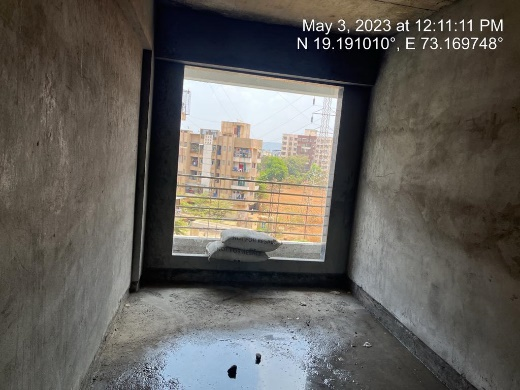 May 3, 2023 at 12:11:11 PM
N 19.191010°, E 73.169748°